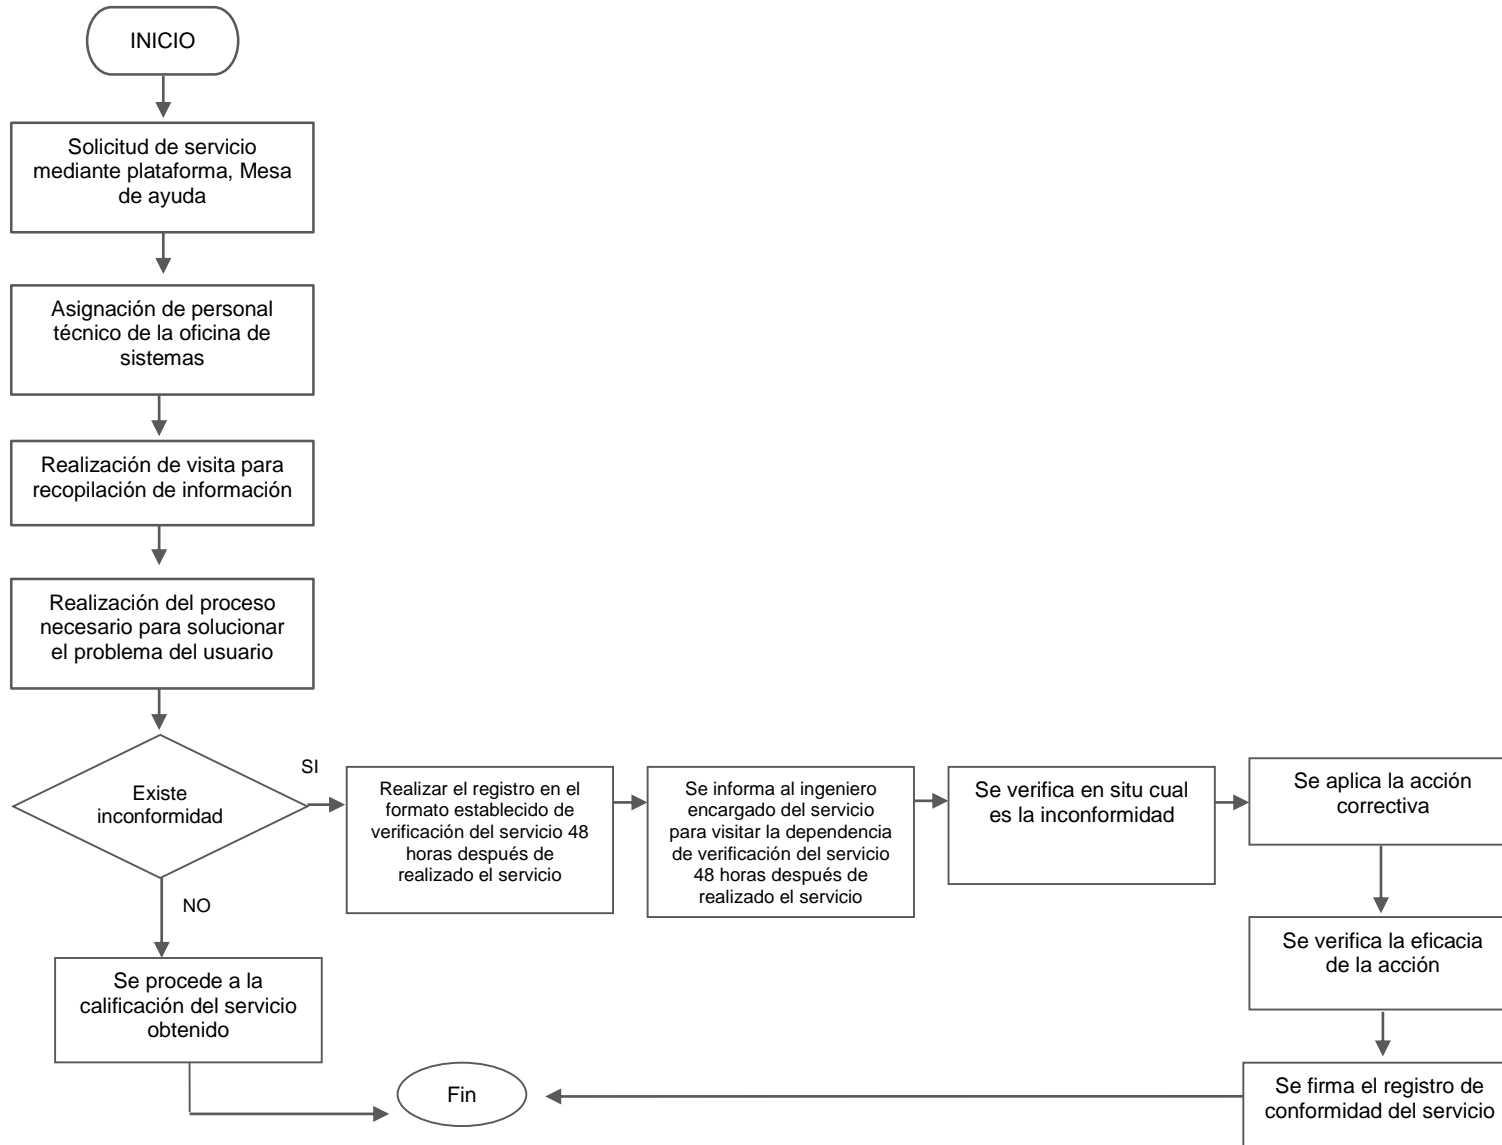 INICIO
Solicitud de servicio
mediante plataforma, Mesa
de ayuda
Asignación de personal
técnico de la oficina de
sistemas
Realización de visita para
recopilación de información
Realización del proceso
necesario para solucionar
el problema del usuario
Existe
inconformidad
SI
Realizar el registro en el
formato establecido de
verificación del servicio 48
horas después de
realizado el servicio
Se informa al ingeniero
encargado del servicio
para visitar la dependencia
de verificación del servicio
48 horas después de
realizado el servicio
Se verifica en situ cual
es la inconformidad
Se aplica la acción
correctiva
Se verifica la eficacia
de la acción
Se firma el registro de
conformidad del servicio
NO
Se procede a la
calificación del servicio
obtenido
Fin